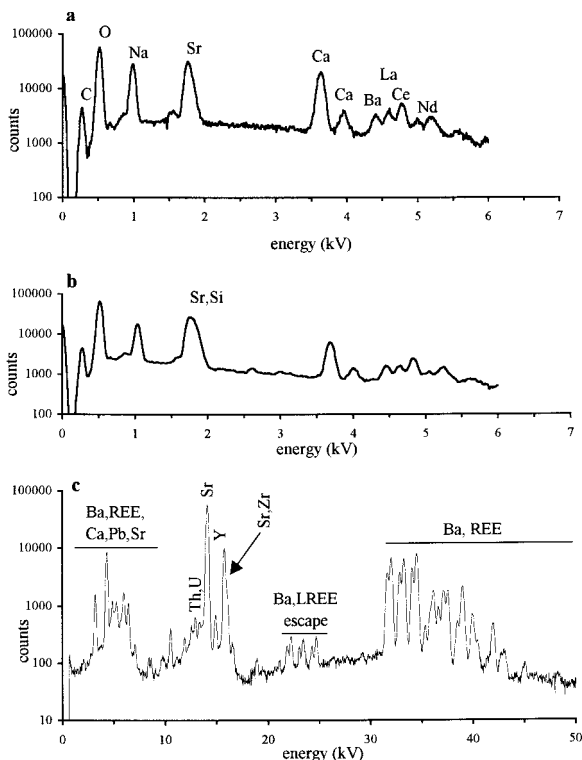 a
O
Na
Sr
Ca
C
Ca
Ba
La
Ce
Nd
100000
10000
1000
100
counts
0 1 2 3 4 5 6 7
energy (kV)
b
Sr,Si
100000
10000
1000
100
counts
0 1 2 3 4 5 6 7
energy (kV)
c
Ba,REE,
Ca,Pb,Sr
Th,U
Sr
Y
Sr,Zr
Ba,LREE
escape
Ba, REE
100000
10000
1000
100
10
counts
0 10 20 30 40 50
energy (kV)